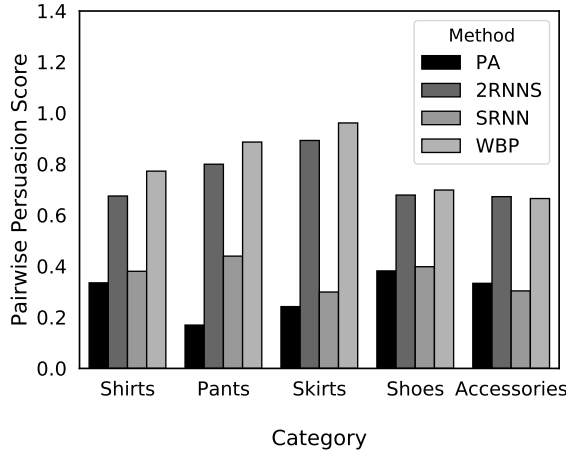 1.4
1.2
1.0
0.8
0.6
0.4
0.2
0.0
Pairwise Persuasion Score
Method
PA
2RNNS
SRNN
WBP
Shirts Pants Skirts Shoes Accessories
Category